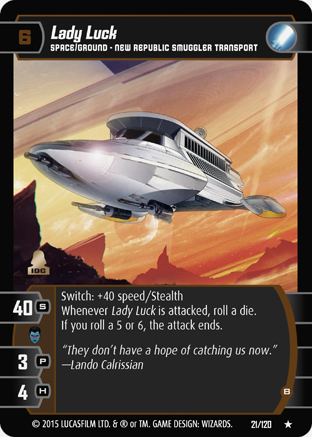 6
Lady Luck
SPACE/GROUND - NEW REPUBLIC SMUGGLER TRANSPORT
IDC
40 S
3 P
4 H
Switch: +40 speed/Stealth
Whenever Lady Luck is attacked, roll a die.
If you roll a 5 or 6, the attack ends.
“They don’t have a hope of catching us now.”
—Lando Calrissian
B
© 2015 LUCASFILM LTD. & ® or TM. GAME DESIGN: WIZARDS. 21/120 ★